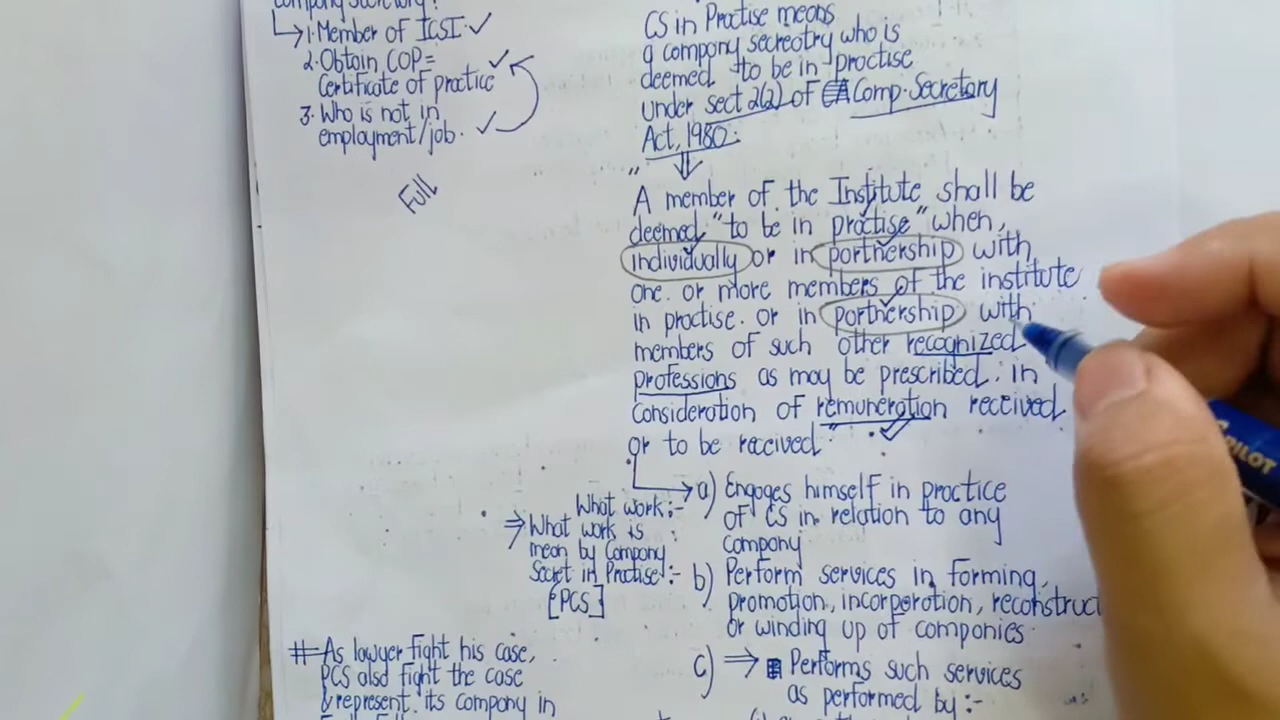 company secretary?
1. Member of ICSI. ✓
2. Obtain COP = ✓
Certificate of practice
3. Who is not in
employment/job. ✓
Full
CS in Practise means
a company secreotry who is
deemed to be in practise
under sect 2(2) of CA Comp. Secretary
Act, 1980.
"A member of the Institute shall be
deemed "to be in practise" when,
individually or in partnership with
one or more members of the institute
in practise. or in partnership with
members of such other recognized
professions as may be prescribed. in
Consideration of remuneration received
or to be received"
What work:-
⇒ What work is
mean by Company
Secret in Practise:-
[PCS]
# As lawyer fight his case,
PCS also fight the case
& represent its company in
a) Engages himself in practice
of CS in relation to any
company
b) Perform services in forming,
promotion, incorporation, reconstruct
or winding up of companies
c) ⇒ Performs such services
as performed by:-
PILOT